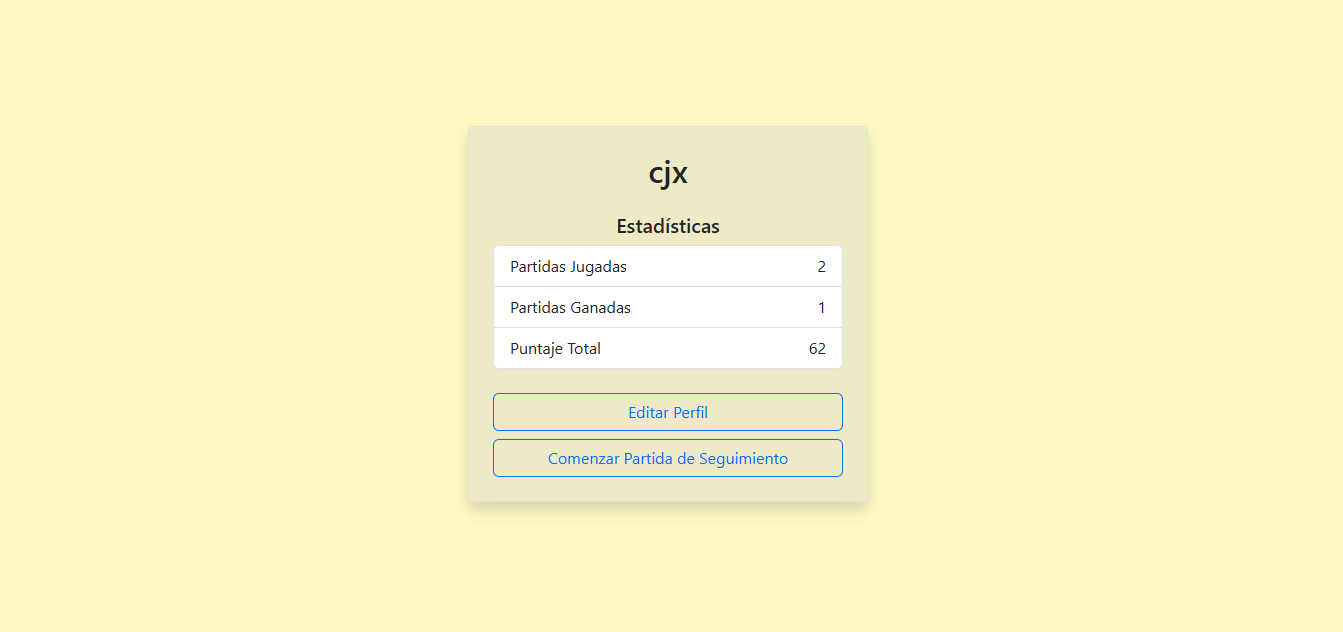 cjx
Estadísticas
Partidas Jugadas 2
Partidas Ganadas 1
Puntaje Total 62
Editar Perfil
Comenzar Partida de Seguimiento